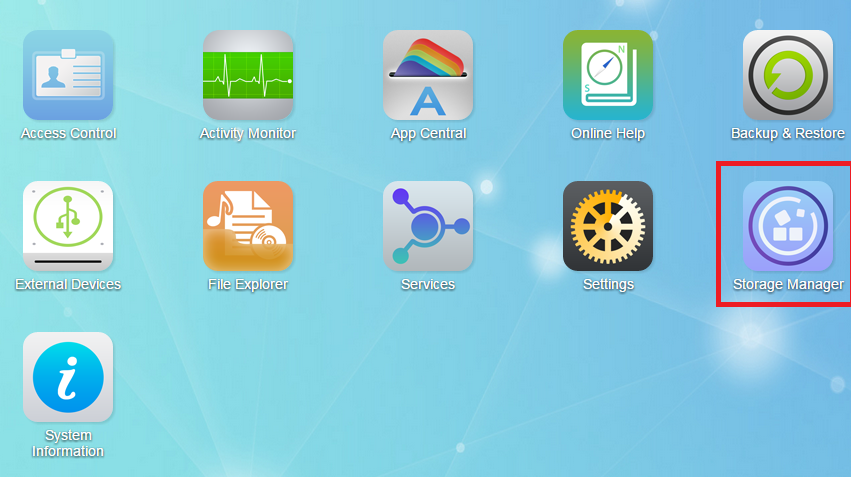 Access Control
Activity Monitor
App Central
N
S
Online Help
Backup & Restore
External Devices
File Explorer
Services
Settings
Storage Manager
System
Information